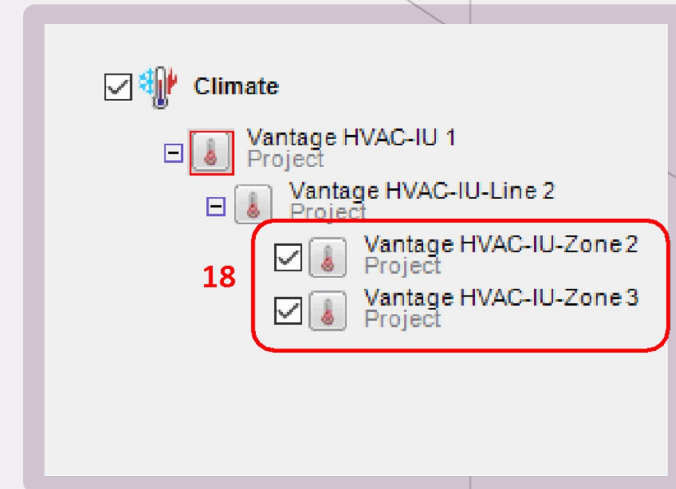 Climate
Vantage HVAC-IU 1
Project
Vantage HVAC-IU-Line 2
Project
18
Vantage HVAC-IU-Zone 2
Project
Vantage HVAC-IU-Zone 3
Project